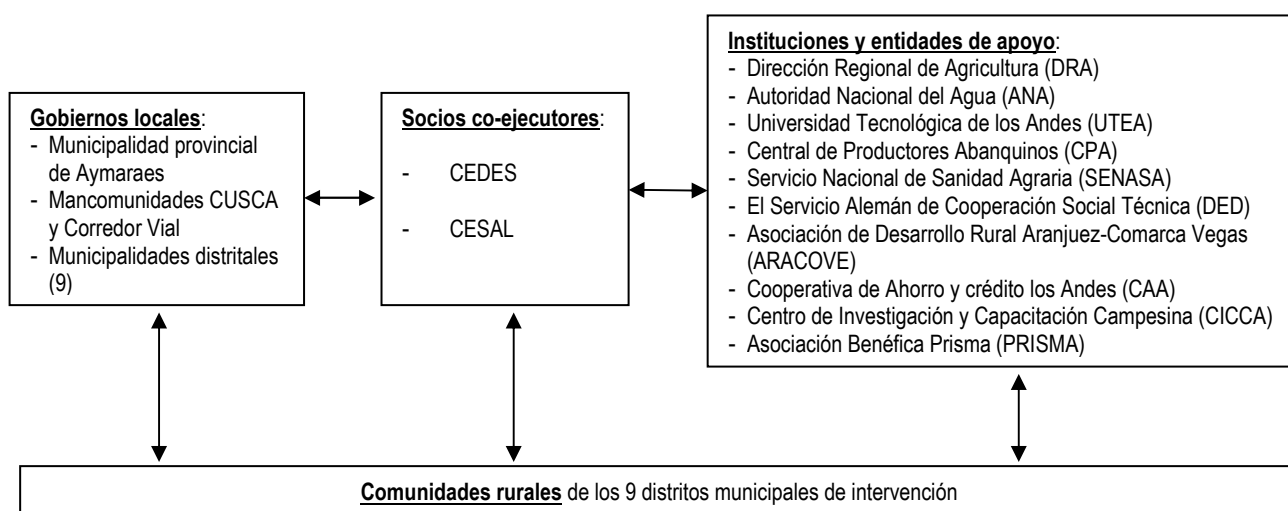 Gobiernos locales:
- Municipalidad provincial
de Aymaraes
- Mancomunidades CUSCA
y Corredor Vial
- Municipalidades distritales
(9)
Socios co-ejecutores:
- CEDES
- CESAL
Instituciones y entidades de apoyo:
- Dirección Regional de Agricultura (DRA)
- Autoridad Nacional del Agua (ANA)
- Universidad Tecnológica de los Andes (UTEA)
- Central de Productores Abanquinos (CPA)
- Servicio Nacional de Sanidad Agraria (SENASA)
- El Servicio Alemán de Cooperación Social Técnica (DED)
- Asociación de Desarrollo Rural Aranjuez-Comarca Vegas
(ARACOVE)
- Cooperativa de Ahorro y crédito los Andes (CAA)
- Centro de Investigación y Capacitación Campesina (CICCA)
- Asociación Benéfica Prisma (PRISMA)
Comunidades rurales de los 9 distritos municipales de intervención